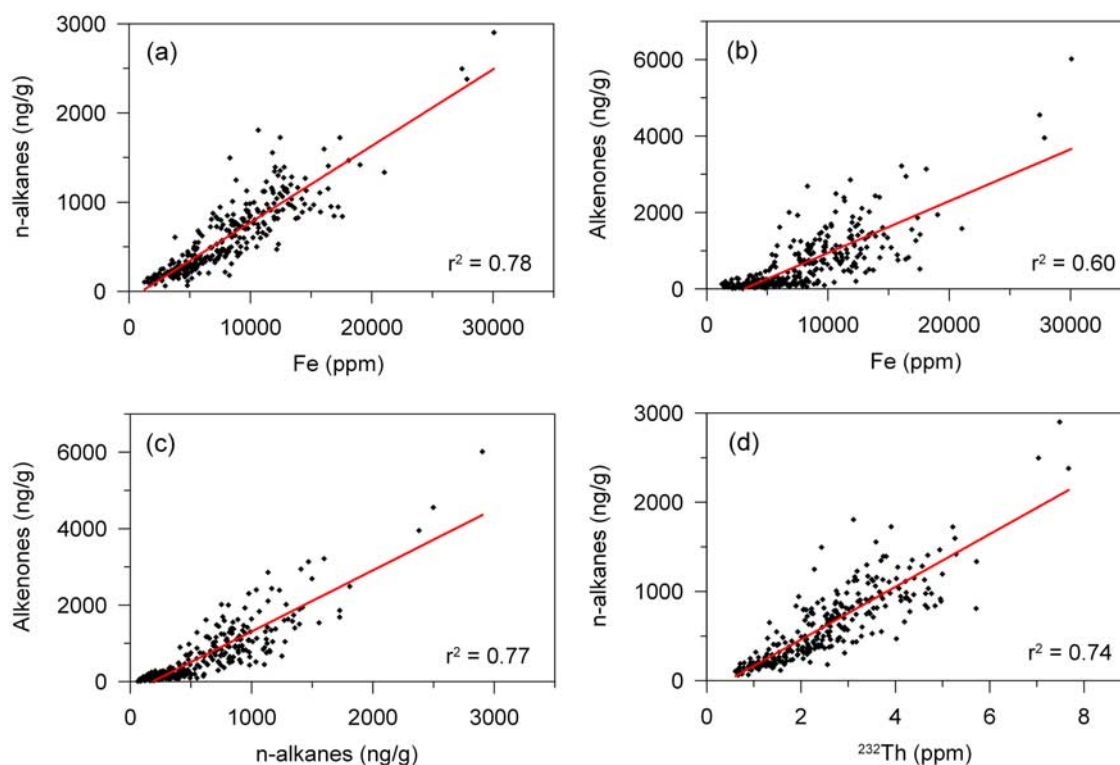 (a)
n-alkanes (ng/g)
3000
2000
1000
0
r² = 0.78
0 10000 20000 30000
Fe (ppm)
(b)
Alkenones (ng/g)
6000
4000
2000
0
r² = 0.60
0 10000 20000 30000
Fe (ppm)
(c)
Alkenones (ng/g)
6000
4000
2000
0
r² = 0.77
0 1000 2000 3000
n-alkanes (ng/g)
(d)
n-alkanes (ng/g)
3000
2000
1000
0
r² = 0.74
0 2 4 6 8
²³²Th (ppm)